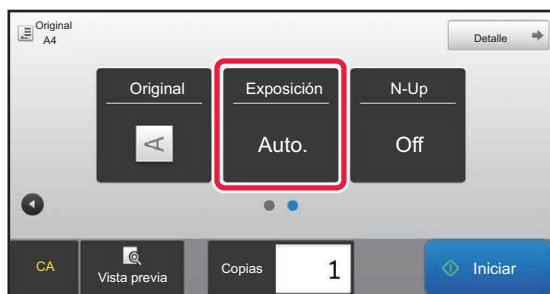 Original
A4
Detalle
Original
Exposición
N-Up
A
Auto.
Off
CA
Vista previa
Copias
1
Iniciar